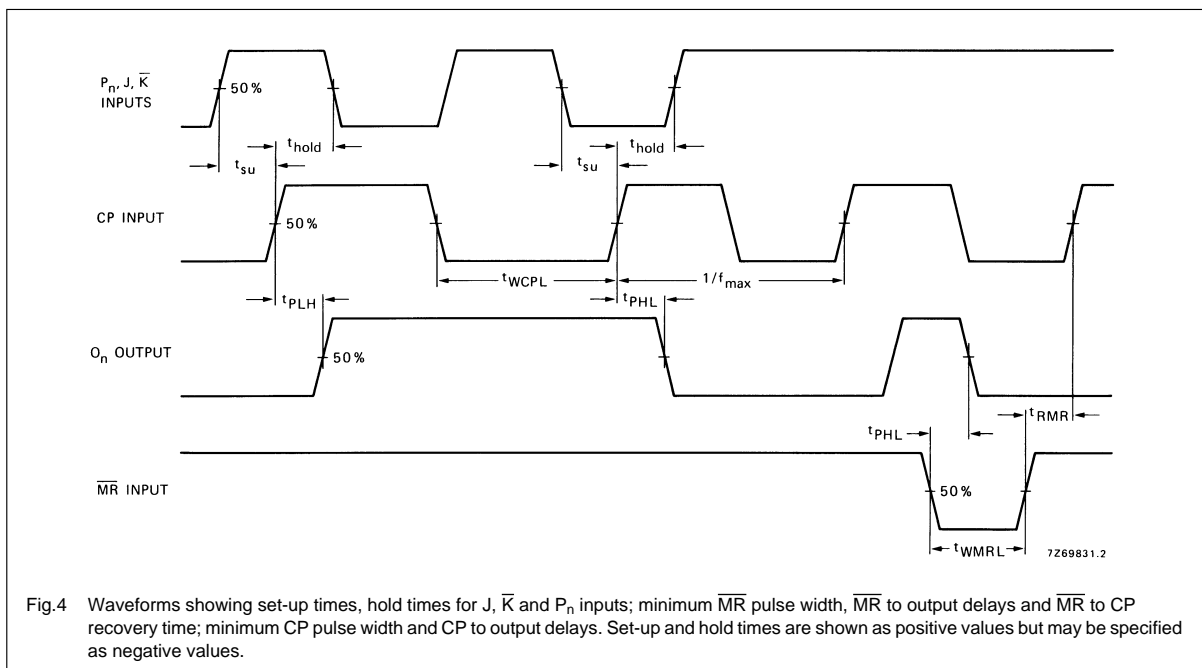 Pn, J, K̅
INPUTS
50%
thold
thold
tsu
tsu
CP INPUT
50%
tWCPL
1/fmax
tPLH
tPHL
On OUTPUT
50%
tRMR
tPHL
M̅R̅ INPUT
50%
tWMRL
7Z69831.2
Fig.4 Waveforms showing set-up times, hold times for J, K̅ and Pn inputs; minimum M̅R̅ pulse width, M̅R̅ to output delays and M̅R̅ to CP
recovery time; minimum CP pulse width and CP to output delays. Set-up and hold times are shown as positive values but may be specified
as negative values.